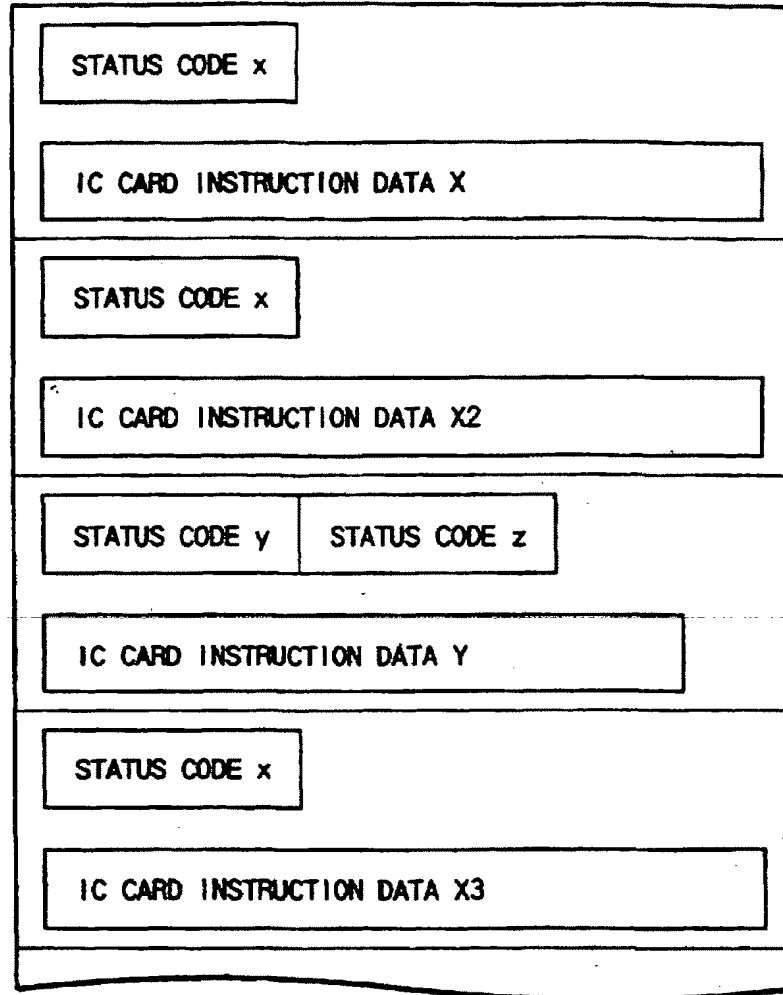 STATUS CODE x
IC CARD INSTRUCTION DATA X
STATUS CODE x
IC CARD INSTRUCTION DATA X2
STATUS CODE y STATUS CODE z
IC CARD INSTRUCTION DATA Y
STATUS CODE x
IC CARD INSTRUCTION DATA X3